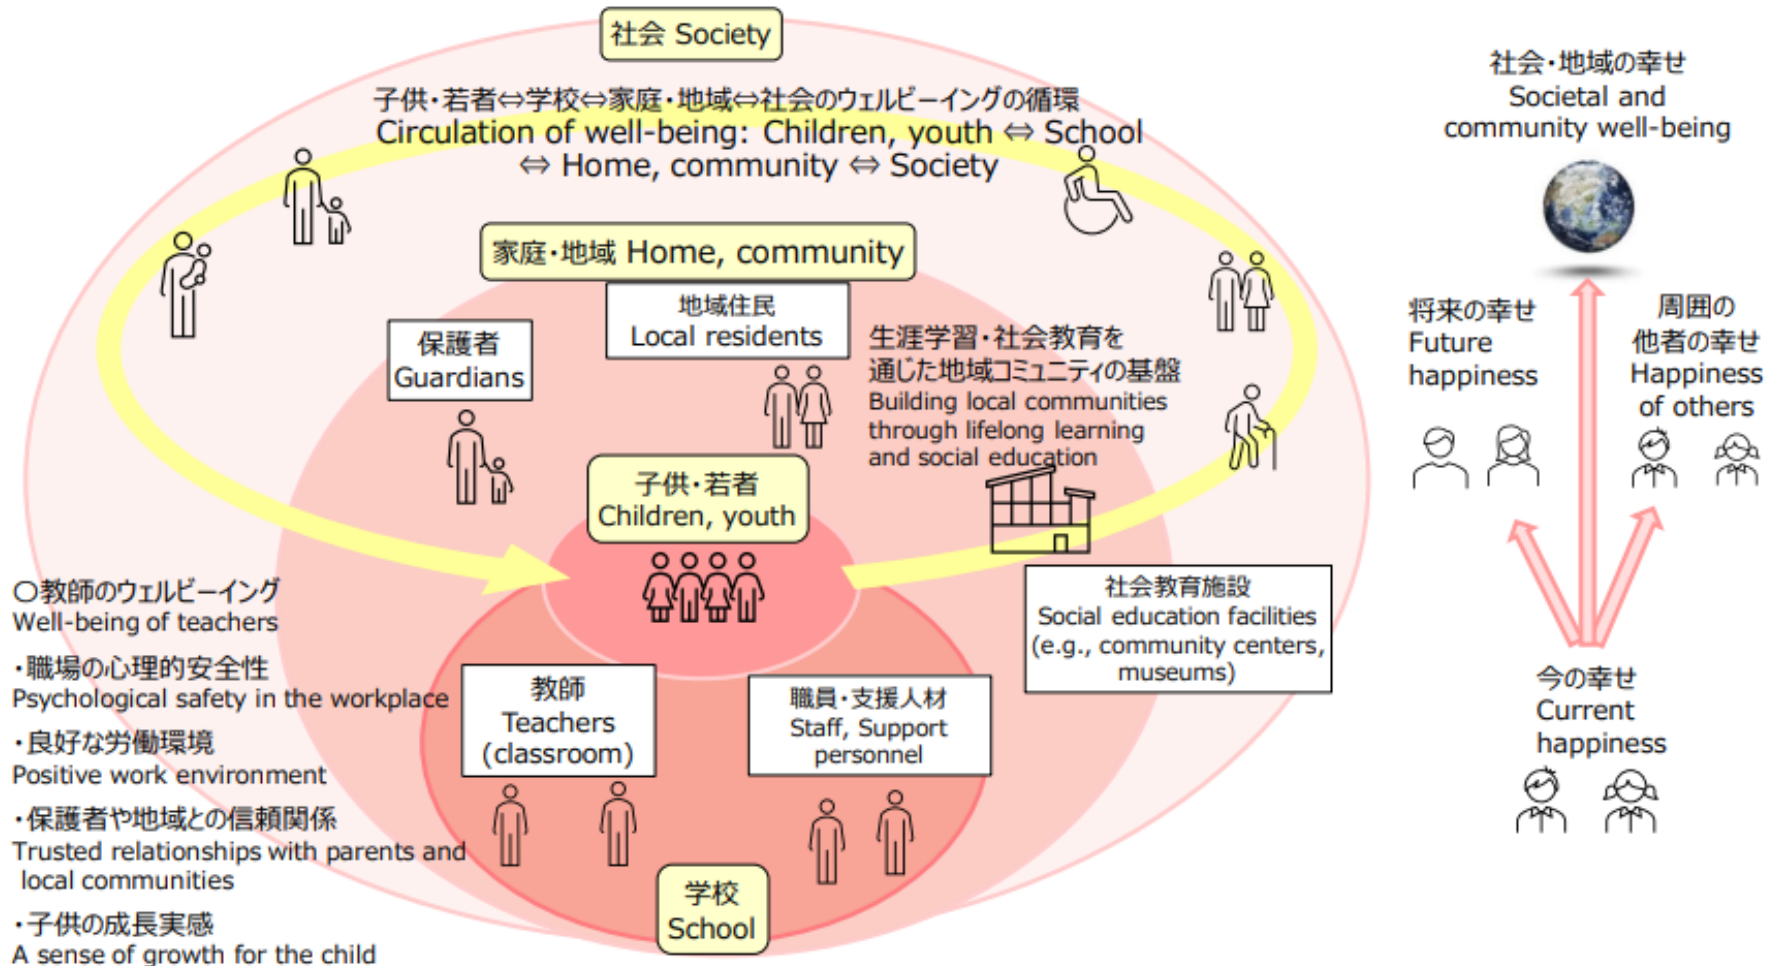 社会 Society
子供・若者⇔学校⇔家庭・地域⇔社会のウェルビーイングの循環
Circulation of well-being: Children, youth ⇔ School
⇔ Home, community ⇔ Society
家庭・地域 Home, community
地域住民
Local residents
保護者
Guardians
生涯学習・社会教育を
通じた地域コミュニティの基盤
Building local communities
through lifelong learning
and social education
子供・若者
Children, youth
社会教育施設
Social education facilities
(e.g., community centers,
museums)
教師
Teachers
(classroom)
職員・支援人材
Staff, Support
personnel
学校
School
〇教師のウェルビーイング
Well-being of teachers
・職場の心理的安全性
Psychological safety in the workplace
・良好な労働環境
Positive work environment
・保護者や地域との信頼関係
Trusted relationships with parents and
local communities
・子供の成長実感
A sense of growth for the child
社会・地域の幸せ
Societal and
community well-being
将来の幸せ
Future
happiness
周囲の
他者の幸せ
Happiness
of others
今の幸せ
Current
happiness